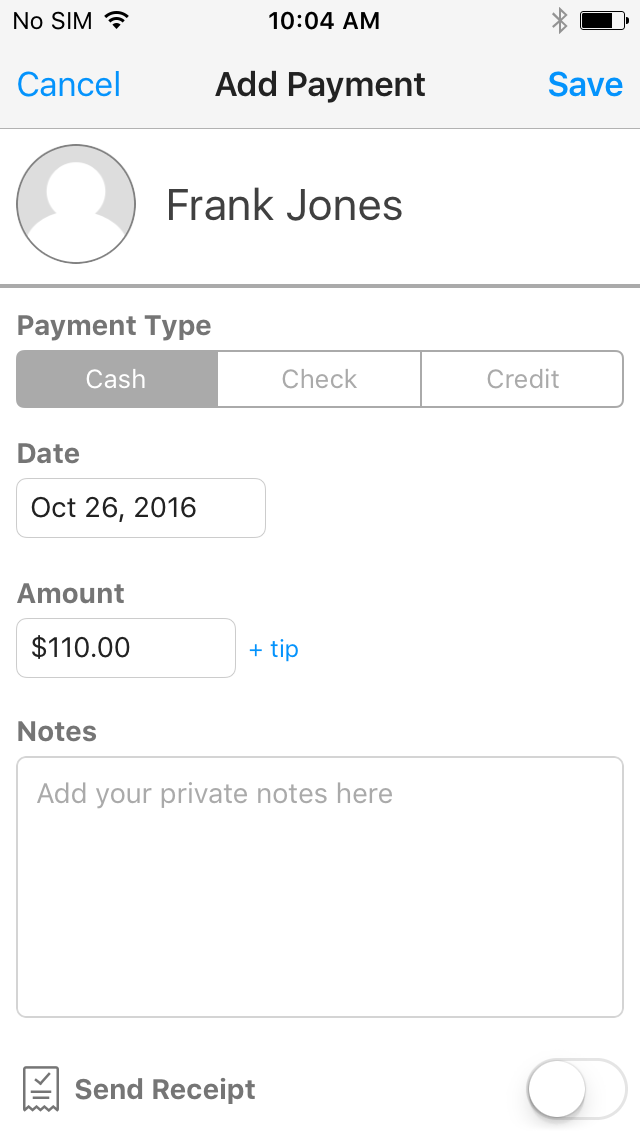 No SIM 10:04 AM
Cancel Add Payment Save
Frank Jones
Payment Type
Cash Check Credit
Date
Oct 26, 2016
Amount
$110.00 + tip
Notes
Add your private notes here
Send Receipt